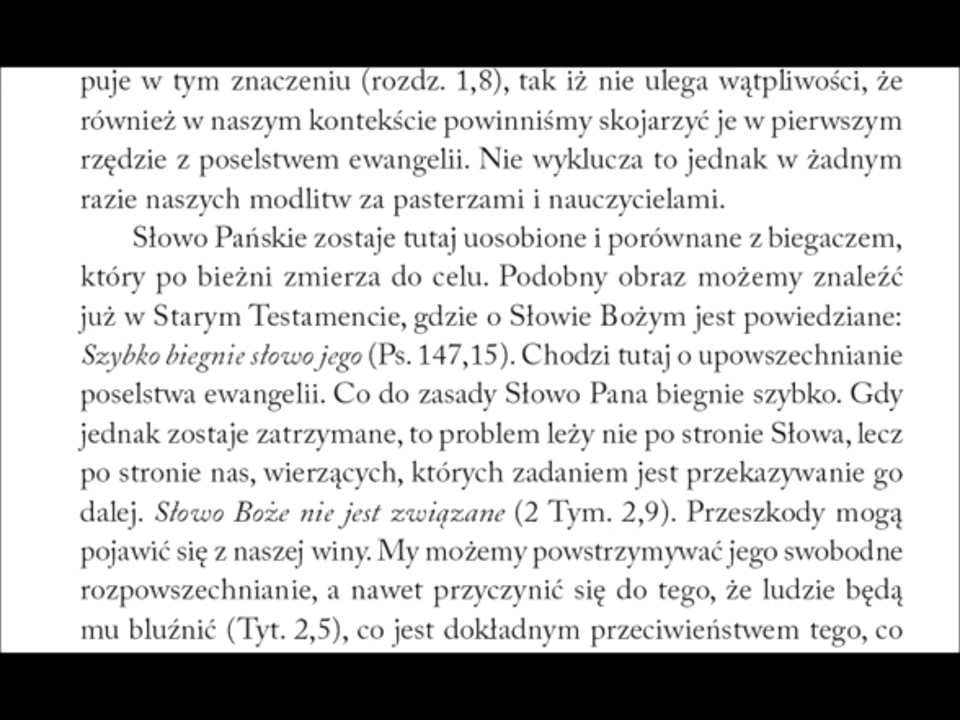 puje w tym znaczeniu (rozdz. 1,8), tak iż nie ulega wątpliwości, że
również w naszym kontekście powinniśmy skojarzyć je w pierwszym
rzędzie z poselstwem ewangelii. Nie wyklucza to jednak w żadnym
razie naszych modlitw za pasterzami i nauczycielami.
Słowo Pańskie zostaje tutaj uosobione i porównane z biegaczem,
który po bieżni zmierza do celu. Podobny obraz możemy znaleźć
już w Starym Testamencie, gdzie o Słowie Bożym jest powiedziane:
Szybko biegnie słowo jego (Ps. 147,15). Chodzi tutaj o upowszechnianie
poselstwa ewangelii. Co do zasady Słowo Pana biegnie szybko. Gdy
jednak zostaje zatrzymane, to problem leży nie po stronie Słowa, lecz
po stronie nas, wierzących, których zadaniem jest przekazywanie go
dalej. Słowo Boże nie jest związane (2 Tym. 2,9). Przeszkody mogą
pojawić się z naszej winy. My możemy powstrzymywać jego swobodne
rozpowszechnianie, a nawet przyczynić się do tego, że ludzie będą
mu bluźnić (Tyt. 2,5), co jest dokładnym przeciwieństwem tego, co